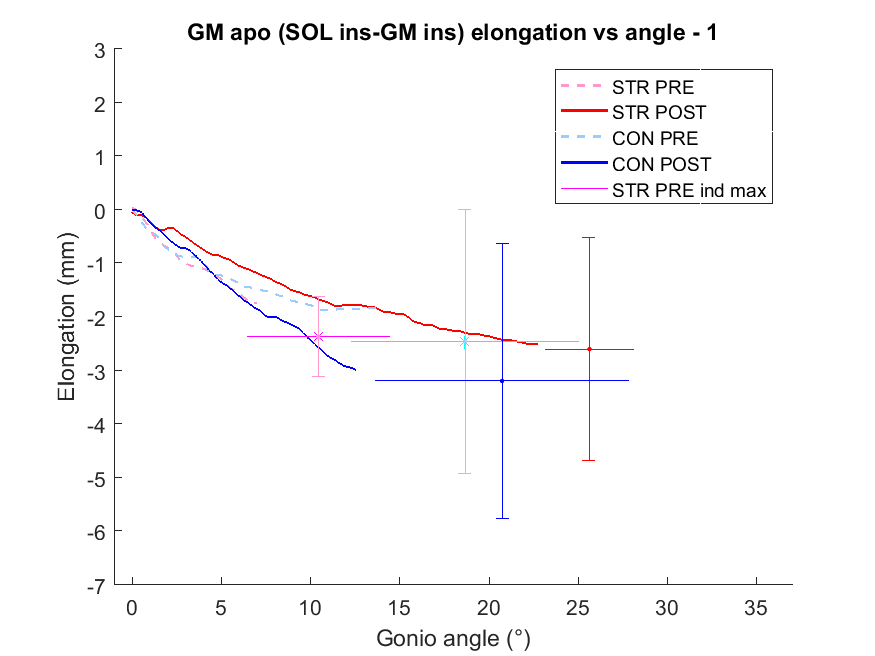 GM apo (SOL ins-GM ins) elongation vs angle - 1
3
2
1
0
-1
-2
-3
-4
-5
-6
-7
Elongation (mm)
STR PRE
STR POST
CON PRE
CON POST
STR PRE ind max
0 5 10 15 20 25 30 35
Gonio angle (°)